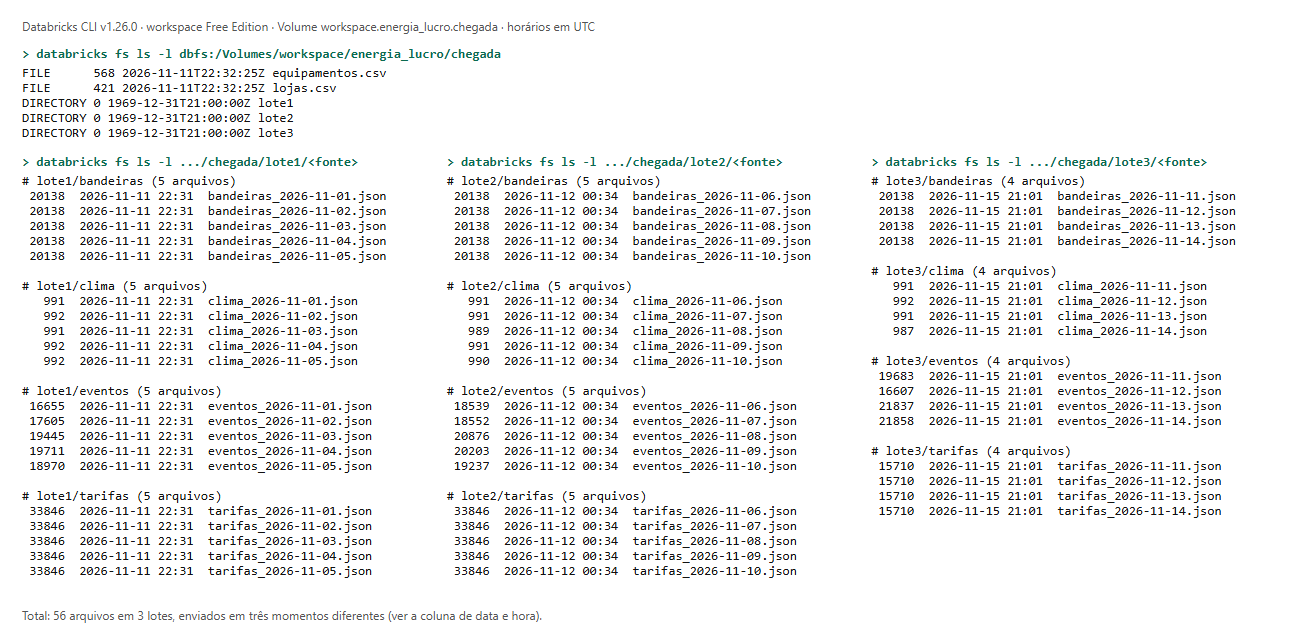 Databricks CLI v1.26.0 · workspace Free Edition · Volume workspace.energia_lucro.chegada · horários em UTC
> databricks fs ls -l dbfs:/Volumes/workspace/energia_lucro/chegada
FILE 568 2026-11-11T22:32:25Z equipamentos.csv
FILE 421 2026-11-11T22:32:25Z lojas.csv
DIRECTORY 0 1969-12-31T21:00:00Z lote1
DIRECTORY 0 1969-12-31T21:00:00Z lote2
DIRECTORY 0 1969-12-31T21:00:00Z lote3
> databricks fs ls -l .../chegada/lote1/<fonte>
# lote1/bandeiras (5 arquivos)
20138 2026-11-11 22:31 bandeiras_2026-11-01.json
20138 2026-11-11 22:31 bandeiras_2026-11-02.json
20138 2026-11-11 22:31 bandeiras_2026-11-03.json
20138 2026-11-11 22:31 bandeiras_2026-11-04.json
20138 2026-11-11 22:31 bandeiras_2026-11-05.json
# lote1/clima (5 arquivos)
991 2026-11-11 22:31 clima_2026-11-01.json
992 2026-11-11 22:31 clima_2026-11-02.json
991 2026-11-11 22:31 clima_2026-11-03.json
992 2026-11-11 22:31 clima_2026-11-04.json
992 2026-11-11 22:31 clima_2026-11-05.json
# lote1/eventos (5 arquivos)
16655 2026-11-11 22:31 eventos_2026-11-01.json
17605 2026-11-11 22:31 eventos_2026-11-02.json
19445 2026-11-11 22:31 eventos_2026-11-03.json
19711 2026-11-11 22:31 eventos_2026-11-04.json
18970 2026-11-11 22:31 eventos_2026-11-05.json
# lote1/tarifas (5 arquivos)
33846 2026-11-11 22:31 tarifas_2026-11-01.json
33846 2026-11-11 22:31 tarifas_2026-11-02.json
33846 2026-11-11 22:31 tarifas_2026-11-03.json
33846 2026-11-11 22:31 tarifas_2026-11-04.json
33846 2026-11-11 22:31 tarifas_2026-11-05.json
> databricks fs ls -l .../chegada/lote2/<fonte>
# lote2/bandeiras (5 arquivos)
20138 2026-11-12 00:34 bandeiras_2026-11-06.json
20138 2026-11-12 00:34 bandeiras_2026-11-07.json
20138 2026-11-12 00:34 bandeiras_2026-11-08.json
20138 2026-11-12 00:34 bandeiras_2026-11-09.json
20138 2026-11-12 00:34 bandeiras_2026-11-10.json
# lote2/clima (5 arquivos)
991 2026-11-12 00:34 clima_2026-11-06.json
991 2026-11-12 00:34 clima_2026-11-07.json
989 2026-11-12 00:34 clima_2026-11-08.json
991 2026-11-12 00:34 clima_2026-11-09.json
990 2026-11-12 00:34 clima_2026-11-10.json
# lote2/eventos (5 arquivos)
18539 2026-11-12 00:34 eventos_2026-11-06.json
18552 2026-11-12 00:34 eventos_2026-11-07.json
20876 2026-11-12 00:34 eventos_2026-11-08.json
20203 2026-11-12 00:34 eventos_2026-11-09.json
19237 2026-11-12 00:34 eventos_2026-11-10.json
# lote2/tarifas (5 arquivos)
33846 2026-11-12 00:34 tarifas_2026-11-06.json
33846 2026-11-12 00:34 tarifas_2026-11-07.json
33846 2026-11-12 00:34 tarifas_2026-11-08.json
33846 2026-11-12 00:34 tarifas_2026-11-09.json
33846 2026-11-12 00:34 tarifas_2026-11-10.json
> databricks fs ls -l .../chegada/lote3/<fonte>
# lote3/bandeiras (4 arquivos)
20138 2026-11-15 21:01 bandeiras_2026-11-11.json
20138 2026-11-15 21:01 bandeiras_2026-11-12.json
20138 2026-11-15 21:01 bandeiras_2026-11-13.json
20138 2026-11-15 21:01 bandeiras_2026-11-14.json
# lote3/clima (4 arquivos)
991 2026-11-15 21:01 clima_2026-11-11.json
992 2026-11-15 21:01 clima_2026-11-12.json
991 2026-11-15 21:01 clima_2026-11-13.json
987 2026-11-15 21:01 clima_2026-11-14.json
# lote3/eventos (4 arquivos)
19683 2026-11-15 21:01 eventos_2026-11-11.json
16607 2026-11-15 21:01 eventos_2026-11-12.json
21837 2026-11-15 21:01 eventos_2026-11-13.json
21858 2026-11-15 21:01 eventos_2026-11-14.json
# lote3/tarifas (4 arquivos)
15710 2026-11-15 21:01 tarifas_2026-11-11.json
15710 2026-11-15 21:01 tarifas_2026-11-12.json
15710 2026-11-15 21:01 tarifas_2026-11-13.json
15710 2026-11-15 21:01 tarifas_2026-11-14.json
Total: 56 arquivos em 3 lotes, enviados em três momentos diferentes (ver a coluna de data e hora).